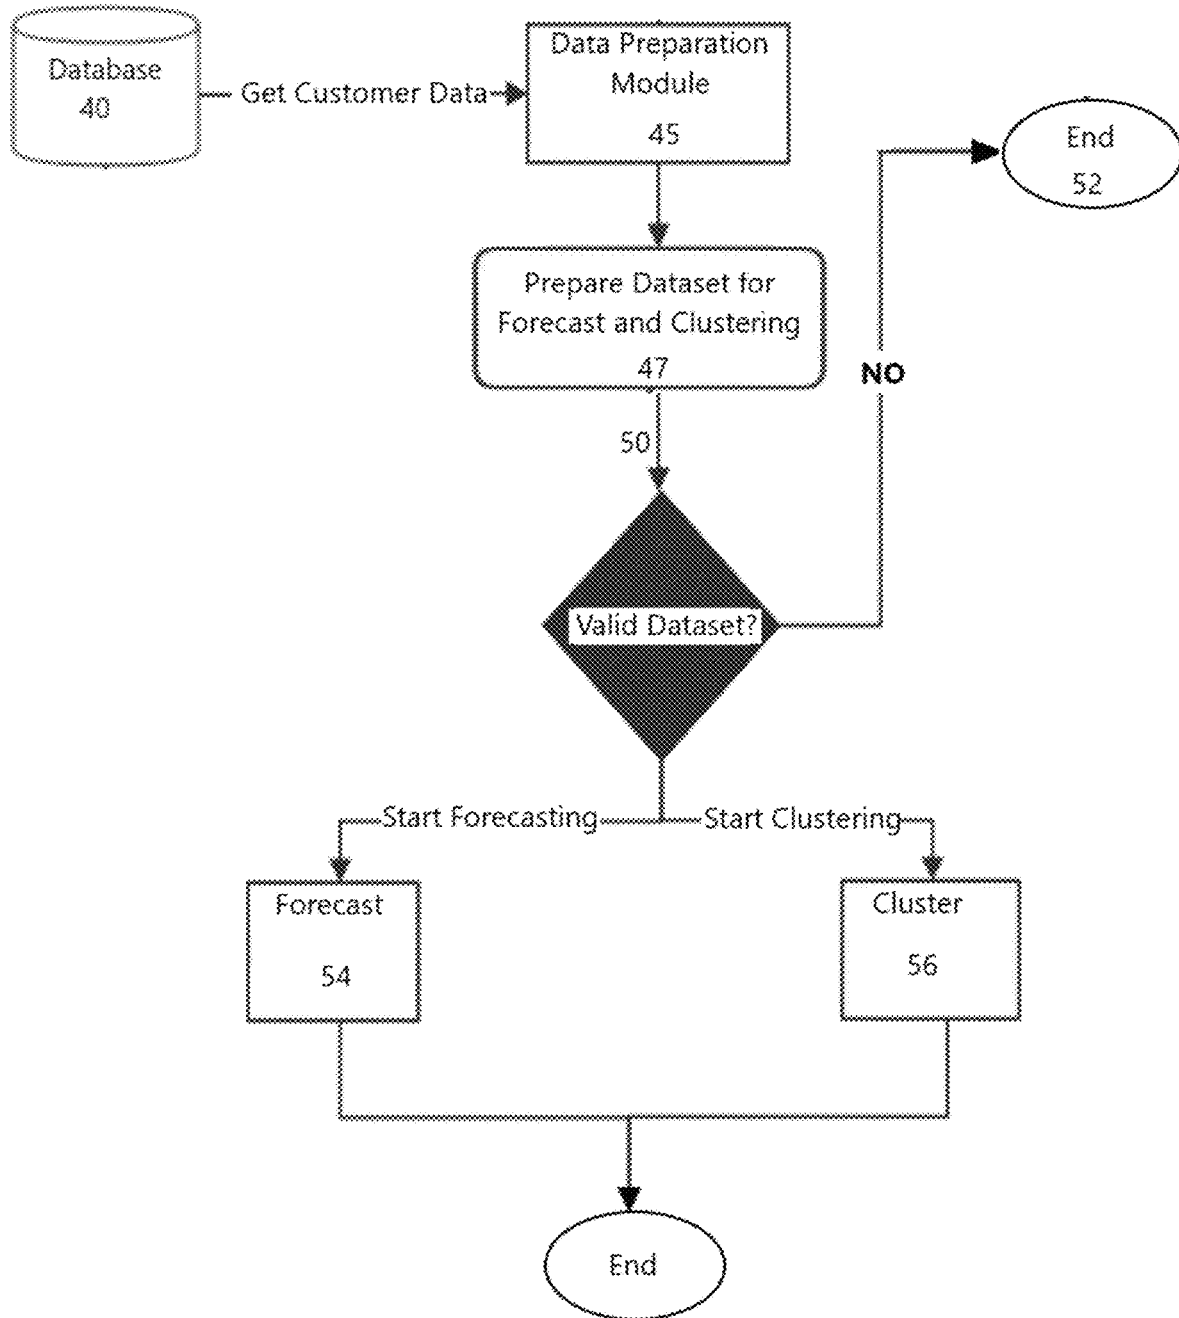 Database
40
Get Customer Data
Data Preparation
Module
45
End
52
Prepare Dataset for
Forecast and Clustering
47
NO
50
Valid Dataset?
Start Forecasting
Start Clustering
Forecast
54
Cluster
56
End